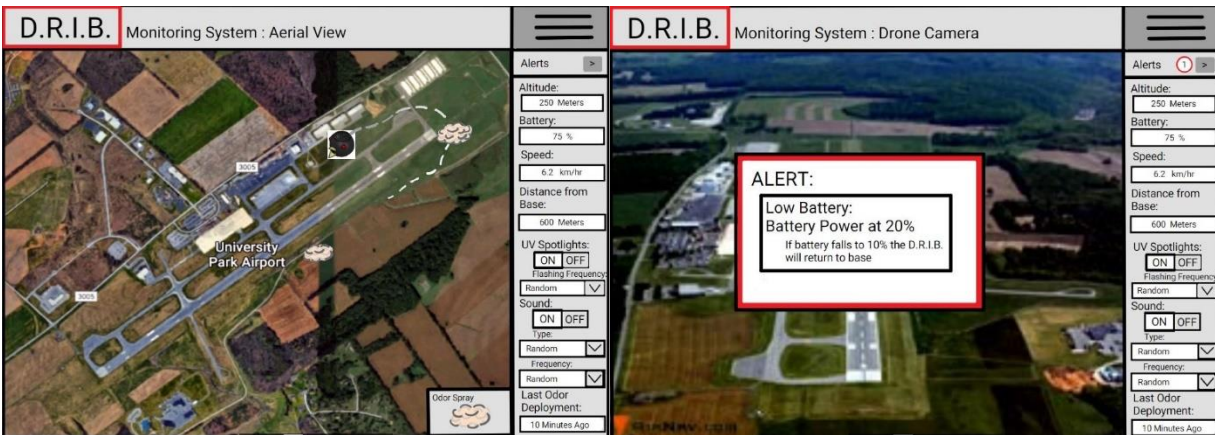 D.R.I.B. Monitoring System : Aerial View
Alerts >
Altitude:
250 Meters
Battery:
75 %
Speed:
6.2 km/hr
Distance from
Base:
600 Meters
UV Spotlights:
ON OFF
Flashing Frequency:
Random
Sound:
ON OFF
Type:
Random
Frequency:
Random
Last Odor
Deployment:
10 Minutes Ago
3005
University
Park Airport
3005
Odor Spray
D.R.I.B. Monitoring System : Drone Camera
Alerts 1 >
Altitude:
250 Meters
Battery:
75 %
Speed:
6.2 km/hr
Distance from
Base:
600 Meters
UV Spotlights:
ON OFF
Flashing Frequency
Random
Sound:
ON OFF
Type:
Random
Frequency:
Random
Last Odor
Deployment:
10 Minutes Ago
ALERT:
Low Battery:
Battery Power at 20%
If battery falls to 10% the D.R.I.B.
will return to base